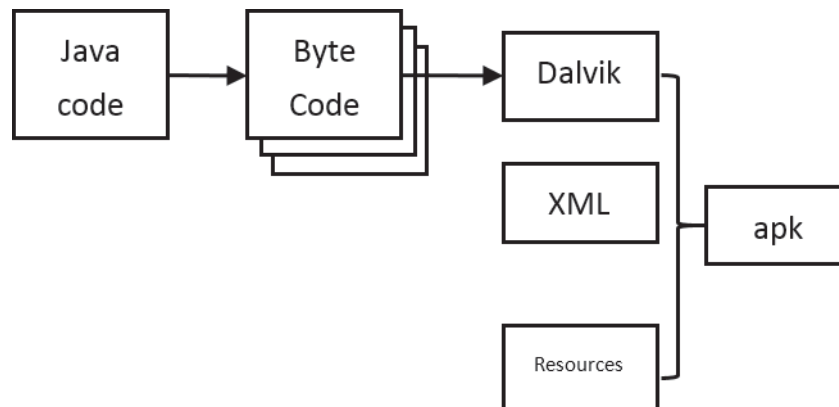 Java
code
Byte
Code
Dalvik
XML
apk
Resources